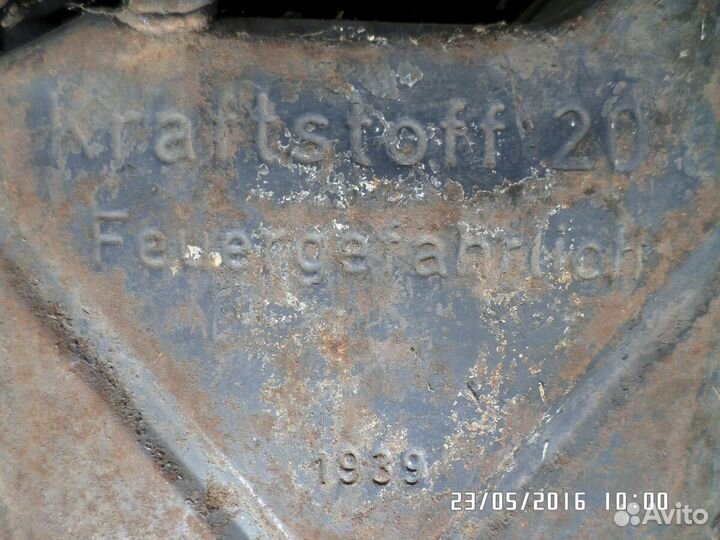 Kraftstoff 20
Feuergefährlich
1939
23/05/2016 10:00
Avito